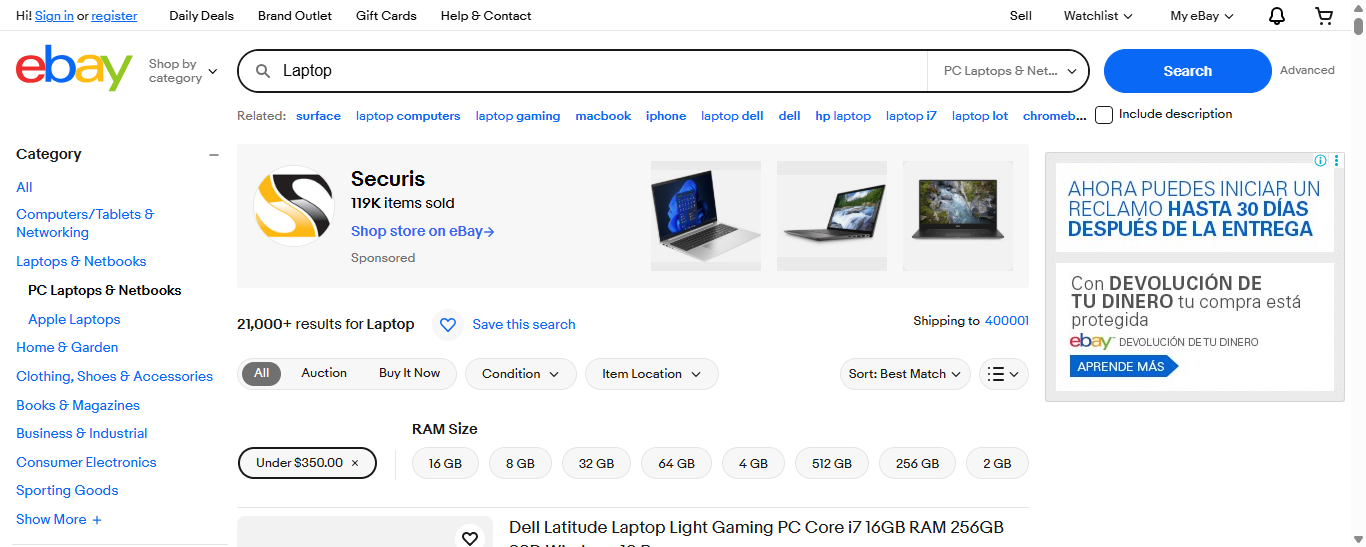 Hi! Sign in or register
Daily Deals
Brand Outlet
Gift Cards
Help & Contact
Sell
Watchlist
My eBay
ebay
Shop by
category
Laptop
PC Laptops & Net...
Search
Advanced
Related: surface laptop computers laptop gaming macbook iphone laptop dell dell hp laptop laptop i7 laptop lot chromeb...
Include description
Category
All
Computers/Tablets &
Networking
Laptops & Netbooks
PC Laptops & Netbooks
Apple Laptops
Home & Garden
Clothing, Shoes & Accessories
Books & Magazines
Business & Industrial
Consumer Electronics
Sporting Goods
Show More +
Securis
119K items sold
Shop store on eBay→
Sponsored
AHORA PUEDES INICIAR UN
RECLAMO HASTA 30 DÍAS
DESPUÉS DE LA ENTREGA
Con DEVOLUCIÓN DE
TU DINERO tu compra está
protegida
ebay™ DEVOLUCIÓN DE TU DINERO
APRENDE MÁS
21,000+ results for Laptop
Save this search
Shipping to 400001
All
Auction
Buy It Now
Condition
Item Location
Sort: Best Match
Under $350.00 ×
RAM Size
16 GB
8 GB
32 GB
64 GB
4 GB
512 GB
256 GB
2 GB
Dell Latitude Laptop Light Gaming PC Core i7 16GB RAM 256GB